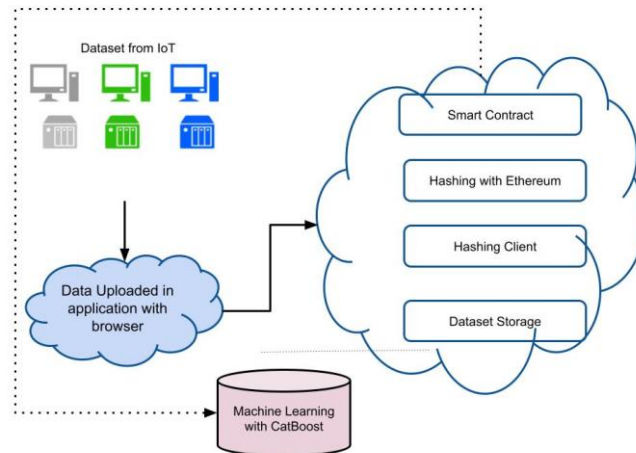 Dataset from IoT
Smart Contract
Hashing with Ethereum
Hashing Client
Data Uploaded in
application with
browser
Dataset Storage
Machine Learning
with CatBoost